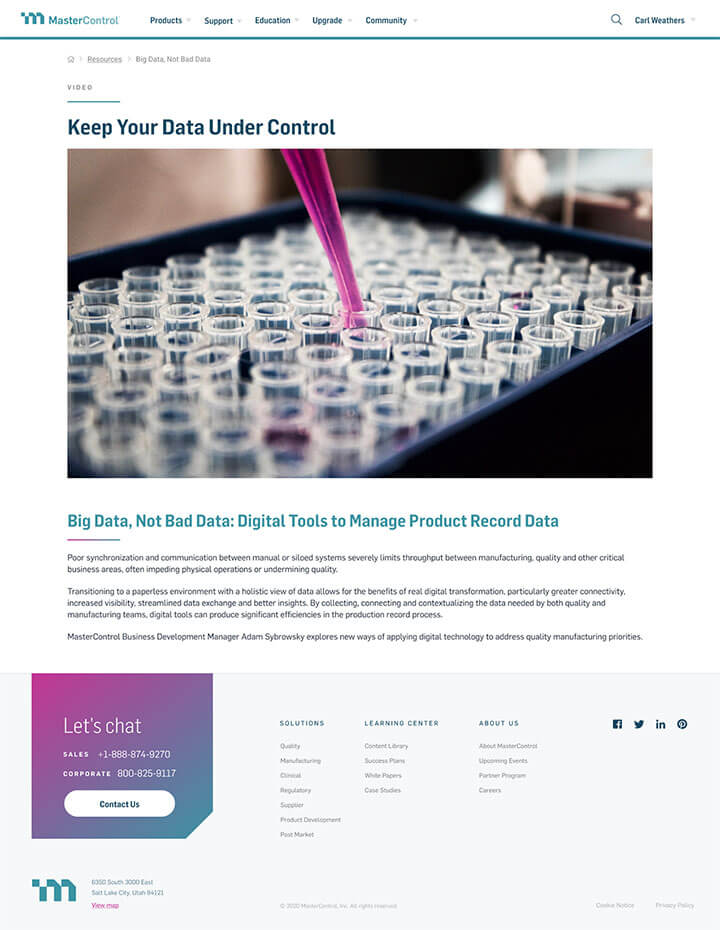 MasterControl
Products Support Education Upgrade Community Carl Weathers
Resources Big Data, Not Bad Data
VIDEO
Keep Your Data Under Control
Big Data, Not Bad Data: Digital Tools to Manage Product Record Data
Poor synchronization and communication between manual or siloed systems severely limits throughput between manufacturing, quality and other critical
business areas, often impeding physical operations or undermining quality.
Transitioning to a paperless environment with a holistic view of data allows for the benefits of real digital transformation, particularly greater connectivity,
increased visibility, streamlined data exchange and better insights. By collecting, connecting and contextualizing the data needed by both quality and
manufacturing teams, digital tools can produce significant efficiencies in the production record process.
MasterControl Business Development Manager Adam Sybrowsky explores new ways of applying digital technology to address quality manufacturing priorities.
Let's chat
SALES +1-888-874-9270
CORPORATE 800-825-9117
Contact Us
SOLUTIONS
Quality
Manufacturing
Clinical
Regulatory
Supplier
Product Development
Post Market
LEARNING CENTER
Content Library
Success Plans
White Papers
Case Studies
ABOUT US
About MasterControl
Upcoming Events
Partner Program
Careers
6350 South 3000 East
Salt Lake City, Utah 84121
View map
© 2020 MasterControl, Inc. All rights reserved
Cookie Notice Privacy Policy